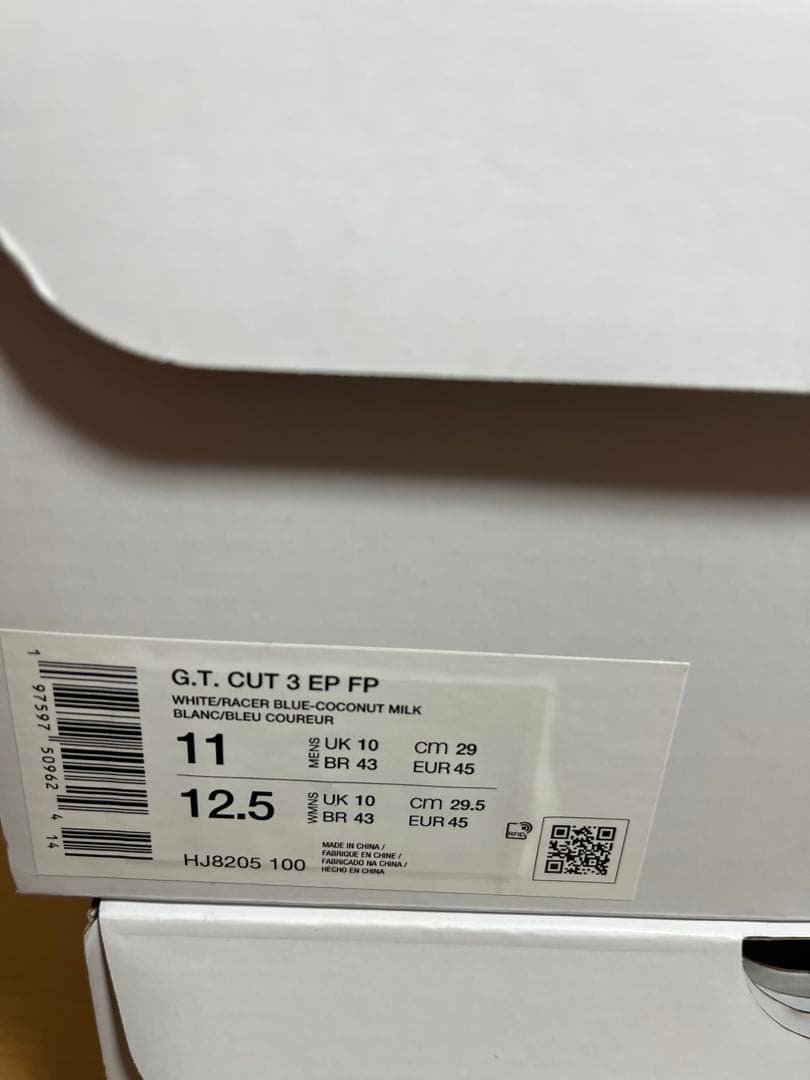 G.T. CUT 3 EP FP
WHITE/RACER BLUE-COCONUT MILK
BLANC/BLEU COUREUR
11 MENS UK 10 cm 29
BR 43 EUR 45
12.5 WMNS UK 10 cm 29.5
BR 43 EUR 45
HJ8205 100
MADE IN CHINA /
FABRIQUE EN CHINE /
FABRICADO NA CHINA /
HECHO EN CHINA
RFID
1 97597 50962 4 14